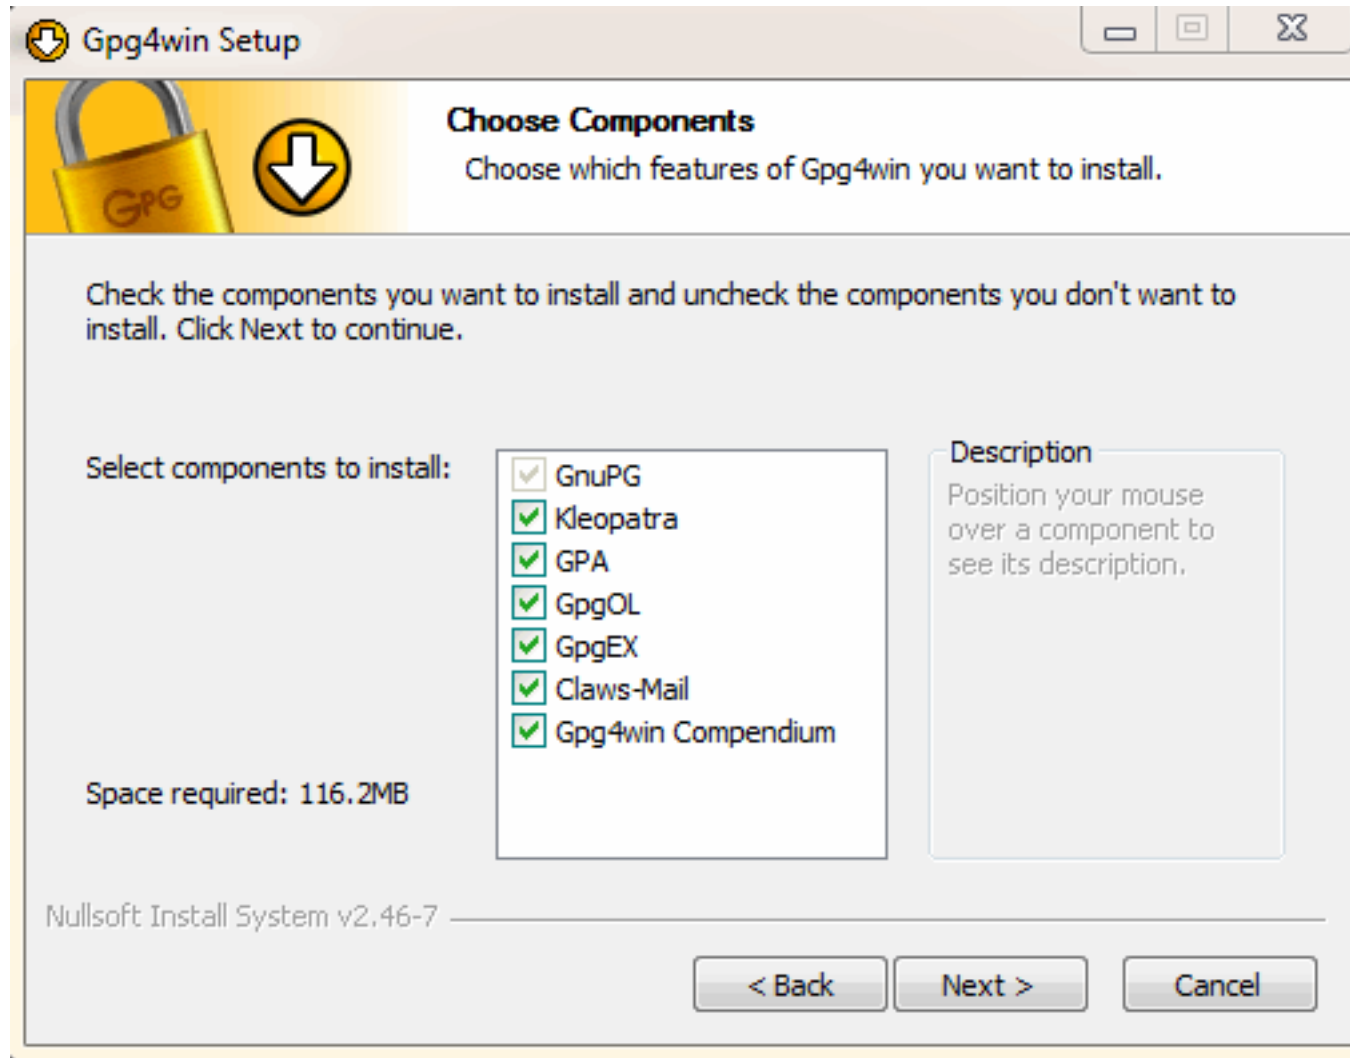 Gpg4win Setup
GPG
Choose Components
Choose which features of Gpg4win you want to install.
Check the components you want to install and uncheck the components you don't want to
install. Click Next to continue.
Select components to install:
GnuPG
Kleopatra
GPA
GpgOL
GpgEX
Claws-Mail
Gpg4win Compendium
Description
Position your mouse
over a component to
see its description.
Space required: 116.2MB
Nullsoft Install System v2.46-7
< Back
Next >
Cancel